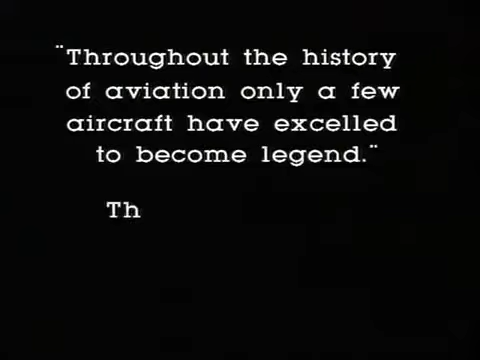 ¨Throughout the history
of aviation only a few
aircraft have excelled
to become legend.¨
Th